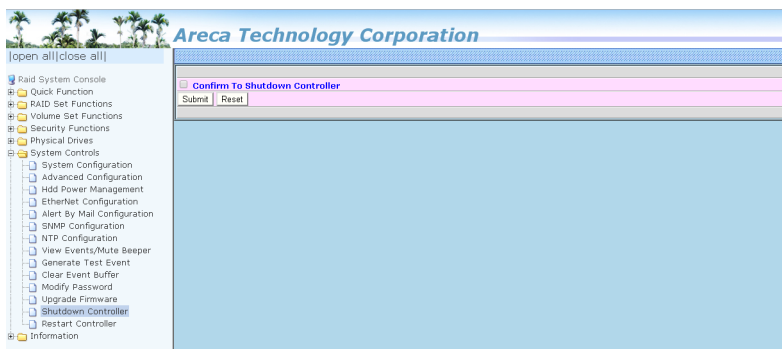 Areca Technology Corporation
|open all|close all|
Raid System Console
Quick Function
RAID Set Functions
Volume Set Functions
Security Functions
Physical Drives
System Controls
System Configuration
Advanced Configuration
Hdd Power Management
EtherNet Configuration
Alert By Mail Configuration
SNMP Configuration
NTP Configuration
View Events/Mute Beeper
Generate Test Event
Clear Event Buffer
Modify Password
Upgrade Firmware
Shutdown Controller
Restart Controller
Information
Confirm To Shutdown Controller
Submit Reset